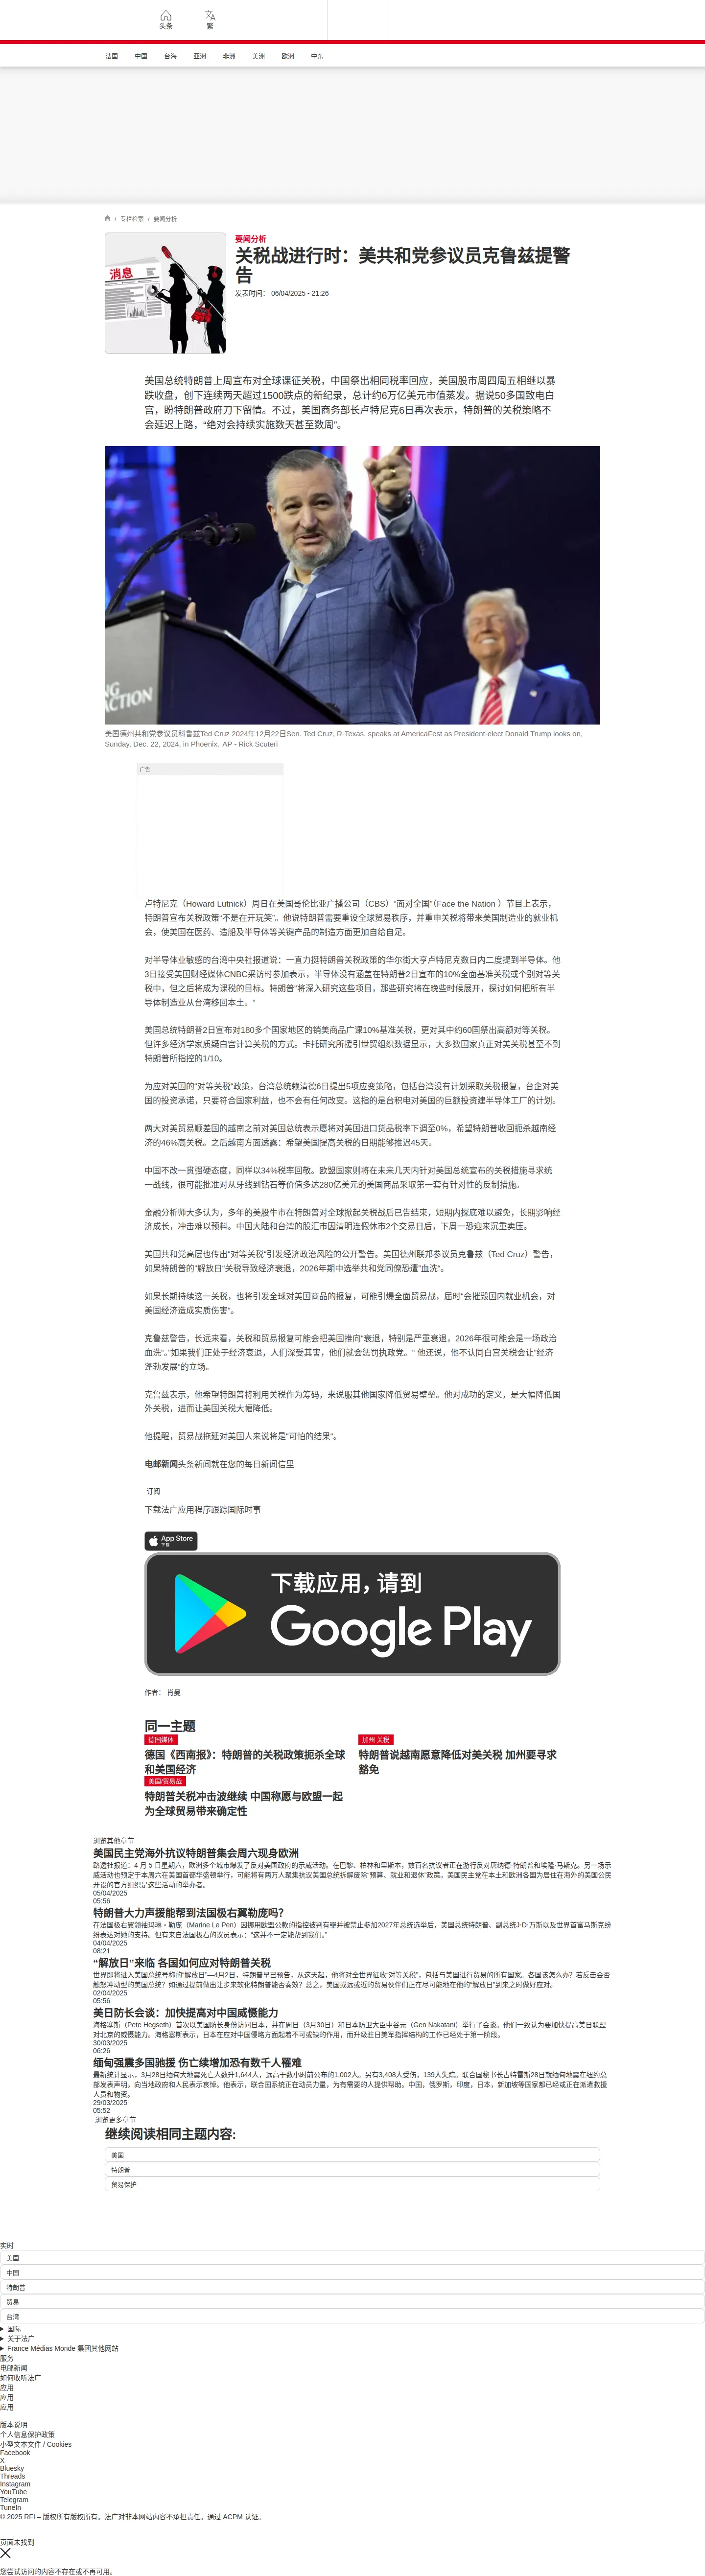 头条
繁
法国 中国 台海 亚洲 非洲 美洲 欧洲 中东
/ 专栏检索 / 要闻分析
消息
要闻分析
关税战进行时：美共和党参议员克鲁兹提警
告
发表时间： 06/04/2025 - 21:26
美国总统特朗普上周宣布对全球课征关税，中国祭出相同税率回应，美国股市周四周五相继以暴
跌收盘，创下连续两天超过1500跌点的新纪录，总计约6万亿美元市值蒸发。据说50多国致电白
宫，盼特朗普政府刀下留情。不过，美国商务部长卢特尼克6日再次表示，特朗普的关税策略不
会延迟上路，“绝对会持续实施数天甚至数周”。
美国德州共和党参议员科鲁兹Ted Cruz 2024年12月22日Sen. Ted Cruz, R-Texas, speaks at AmericaFest as President-elect Donald Trump looks on,
Sunday, Dec. 22, 2024, in Phoenix. AP - Rick Scuteri
广告
卢特尼克（Howard Lutnick）周日在美国哥伦比亚广播公司（CBS）“面对全国”（Face the Nation ）节目上表示，
特朗普宣布关税政策“不是在开玩笑”。他说特朗普需要重设全球贸易秩序，并重申关税将带来美国制造业的就业机
会，使美国在医药、造船及半导体等关键产品的制造方面更加自给自足。
对半导体业敏感的台湾中央社报道说：一直力挺特朗普关税政策的华尔街大亨卢特尼克数日内二度提到半导体。他
3日接受美国财经媒体CNBC采访时参加表示，半导体没有涵盖在特朗普2日宣布的10%全面基准关税或个别对等关
税中，但之后将成为课税的目标。特朗普“将深入研究这些项目，那些研究将在晚些时候展开，探讨如何把所有半
导体制造业从台湾移回本土。”
美国总统特朗普2日宣布对180多个国家地区的销美商品广课10%基准关税，更对其中约60国祭出高额对等关税。
但许多经济学家质疑白宫计算关税的方式。卡托研究所援引世贸组织数据显示，大多数国家真正对美关税甚至不到
特朗普所指控的1/10。
为应对美国的“对等关税”政策，台湾总统赖清德6日提出5项应变策略，包括台湾没有计划采取关税报复，台企对美
国的投资承诺，只要符合国家利益，也不会有任何改变。这指的是台积电对美国的巨额投资建半导体工厂的计划。
两大对美贸易顺差国的越南之前对美国总统表示愿将对美国进口货品税率下调至0%，希望特朗普收回扼杀越南经
济的46%高关税。之后越南方面透露：希望美国提高关税的日期能够推迟45天。
中国不改一贯强硬态度，同样以34%税率回敬。欧盟国家则将在未来几天内针对美国总统宣布的关税措施寻求统
一战线，很可能批准对从牙线到钻石等价值多达280亿美元的美国商品采取第一套有针对性的反制措施。
金融分析师大多认为，多年的美股牛市在特朗普对全球掀起关税战后已告结束，短期内探底难以避免，长期影响经
济成长，冲击难以预料。中国大陆和台湾的股汇市因清明连假休市2个交易日后，下周一恐迎来沉重卖压。
美国共和党高层也传出“对等关税”引发经济政治风险的公开警告。美国德州联邦参议员克鲁兹（Ted Cruz）警告，
如果特朗普的”解放日“关税导致经济衰退，2026年期中选举共和党同僚恐遭”血洗“。
如果长期持续这一关税，也将引发全球对美国商品的报复，可能引爆全面贸易战，届时“会摧毁国内就业机会，对
美国经济造成实质伤害“。
克鲁兹警告，长远来看，关税和贸易报复可能会把美国推向“衰退，特别是严重衰退，2026年很可能会是一场政治
血洗“。”如果我们正处于经济衰退，人们深受其害，他们就会惩罚执政党。“ 他还说，他不认同白宫关税会让”经济
蓬勃发展“的立场。
克鲁兹表示，他希望特朗普将利用关税作为筹码，来说服其他国家降低贸易壁垒。他对成功的定义，是大幅降低国
外关税，进而让美国关税大幅降低。
他提醒，贸易战拖延对美国人来说将是“可怕的结果“。
电邮新闻头条新闻就在您的每日新闻信里
订阅
下载法广应用程序跟踪国际时事
App Store
下载
下载应用，请到
Google Play
作者： 肖曼
同一主题
德国媒体
德国《西南报》：特朗普的关税政策扼杀全球
和美国经济
加州 关税
特朗普说越南愿意降低对美关税 加州要寻求
豁免
美国/贸易战
特朗普关税冲击波继续 中国称愿与欧盟一起
为全球贸易带来确定性
浏览其他章节
美国民主党海外抗议特朗普集会周六现身欧洲
路透社报道：4 月 5 日星期六，欧洲多个城市爆发了反对美国政府的示威活动。在巴黎、柏林和里斯本，数百名抗议者正在游行反对唐纳德·特朗普和埃隆·马斯克。另一场示
威活动也预定于本周六在美国首都华盛顿举行，可能将有两万人聚集抗议美国总统拆解废除“预算、就业和退休”政策。美国民主党在本土和欧洲各国为居住在海外的美国公民
开设的官方组织是这些活动的举办者。
05/04/2025
05:56
特朗普大力声援能帮到法国极右翼勒庞吗？
在法国极右翼领袖玛琳・勒庞（Marine Le Pen）因挪用欧盟公款的指控被判有罪并被禁止参加2027年总统选举后，美国总统特朗普、副总统J·D·万斯以及世界首富马斯克纷
纷表达对她的支持。但有来自法国极右的议员表示：“这并不一定能帮到我们。”
04/04/2025
08:21
“解放日”来临 各国如何应对特朗普关税
世界即将进入美国总统号称的“解放日”—4月2日，特朗普早已预告，从这天起，他将对全世界征收“对等关税”，包括与美国进行贸易的所有国家。各国该怎么办？若反击会否
触怒冲动型的美国总统？如通过提前做出让步来软化特朗普能否奏效？总之，美国或远或近的贸易伙伴们正在尽可能地在他的“解放日”到来之时做好应对。
02/04/2025
05:56
美日防长会谈：加快提高对中国威慑能力
海格塞斯（Pete Hegseth）首次以美国防长身份访问日本，并在周日（3月30日）和日本防卫大臣中谷元（Gen Nakatani）举行了会谈。他们一致认为要加快提高美日联盟
对北京的威慑能力。海格塞斯表示，日本在应对中国侵略方面起着不可或缺的作用，而升级驻日美军指挥结构的工作已经处于第一阶段。
30/03/2025
06:26
缅甸强震多国驰援 伤亡续增加恐有数千人罹难
最新统计显示，3月28日缅甸大地震死亡人数升1,644人，远高于数小时前公布的1,002人。另有3,408人受伤，139人失踪。联合国秘书长古特雷斯28日就缅甸地震在纽约总
部发表声明，向当地政府和人民表示哀悼。他表示，联合国系统正在动员力量，为有需要的人提供帮助。中国，俄罗斯，印度，日本，新加坡等国家都已经或正在派遣救援
人员和物资。
29/03/2025
05:52
浏览更多章节
继续阅读相同主题内容:
美国
特朗普
贸易保护
实时
美国
中国
特朗普
贸易
台湾
国际
关于法广
France Médias Monde 集团其他网站
服务
电邮新闻
如何收听法广
应用
应用
应用
版本说明
个人信息保护政策
小型文本文件 / Cookies
Facebook
X
Bluesky
Threads
Instagram
YouTube
Telegram
TuneIn
© 2025 RFI – 版权所有版权所有。法广对非本网站内容不承担责任。通过 ACPM 认证。
页面未找到
您尝试访问的内容不存在或不再可用。